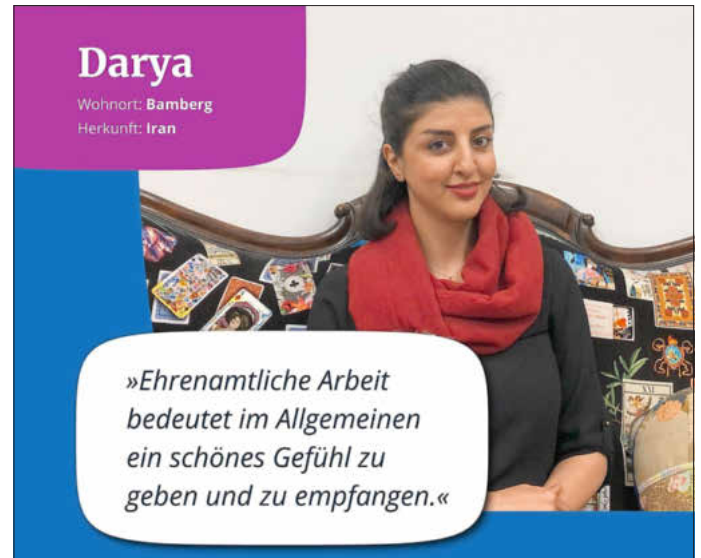 Darya
Wohnort: Bamberg
Herkunft: Iran
»Ehrenamtliche Arbeit
bedeutet im Allgemeinen
ein schönes Gefühl zu
geben und zu empfangen.«